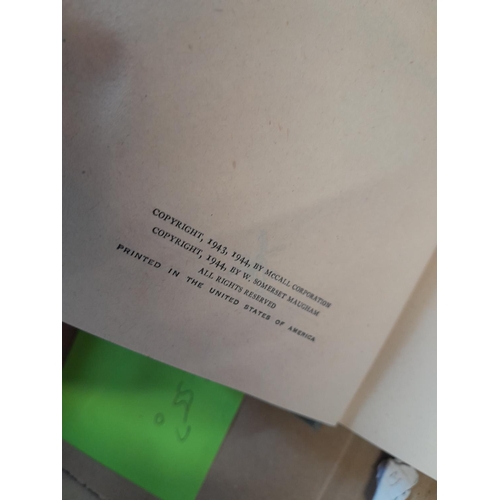 COPYRIGHT, 1943, 1944, BY MCCALL CORPORATION
COPYRIGHT, 1944, BY W. SOMERSET MAUGHAM
ALL RIGHTS RESERVED
PRINTED IN THE UNITED STATES OF AMERICA